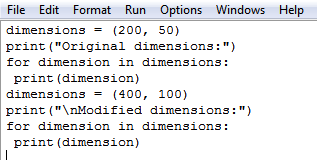 File Edit Format Run Options Windows Help
dimensions = (200, 50)
print("Original dimensions:")
for dimension in dimensions:
 print(dimension)
dimensions = (400, 100)
print("\nModified dimensions:")
for dimension in dimensions:
 print(dimension)